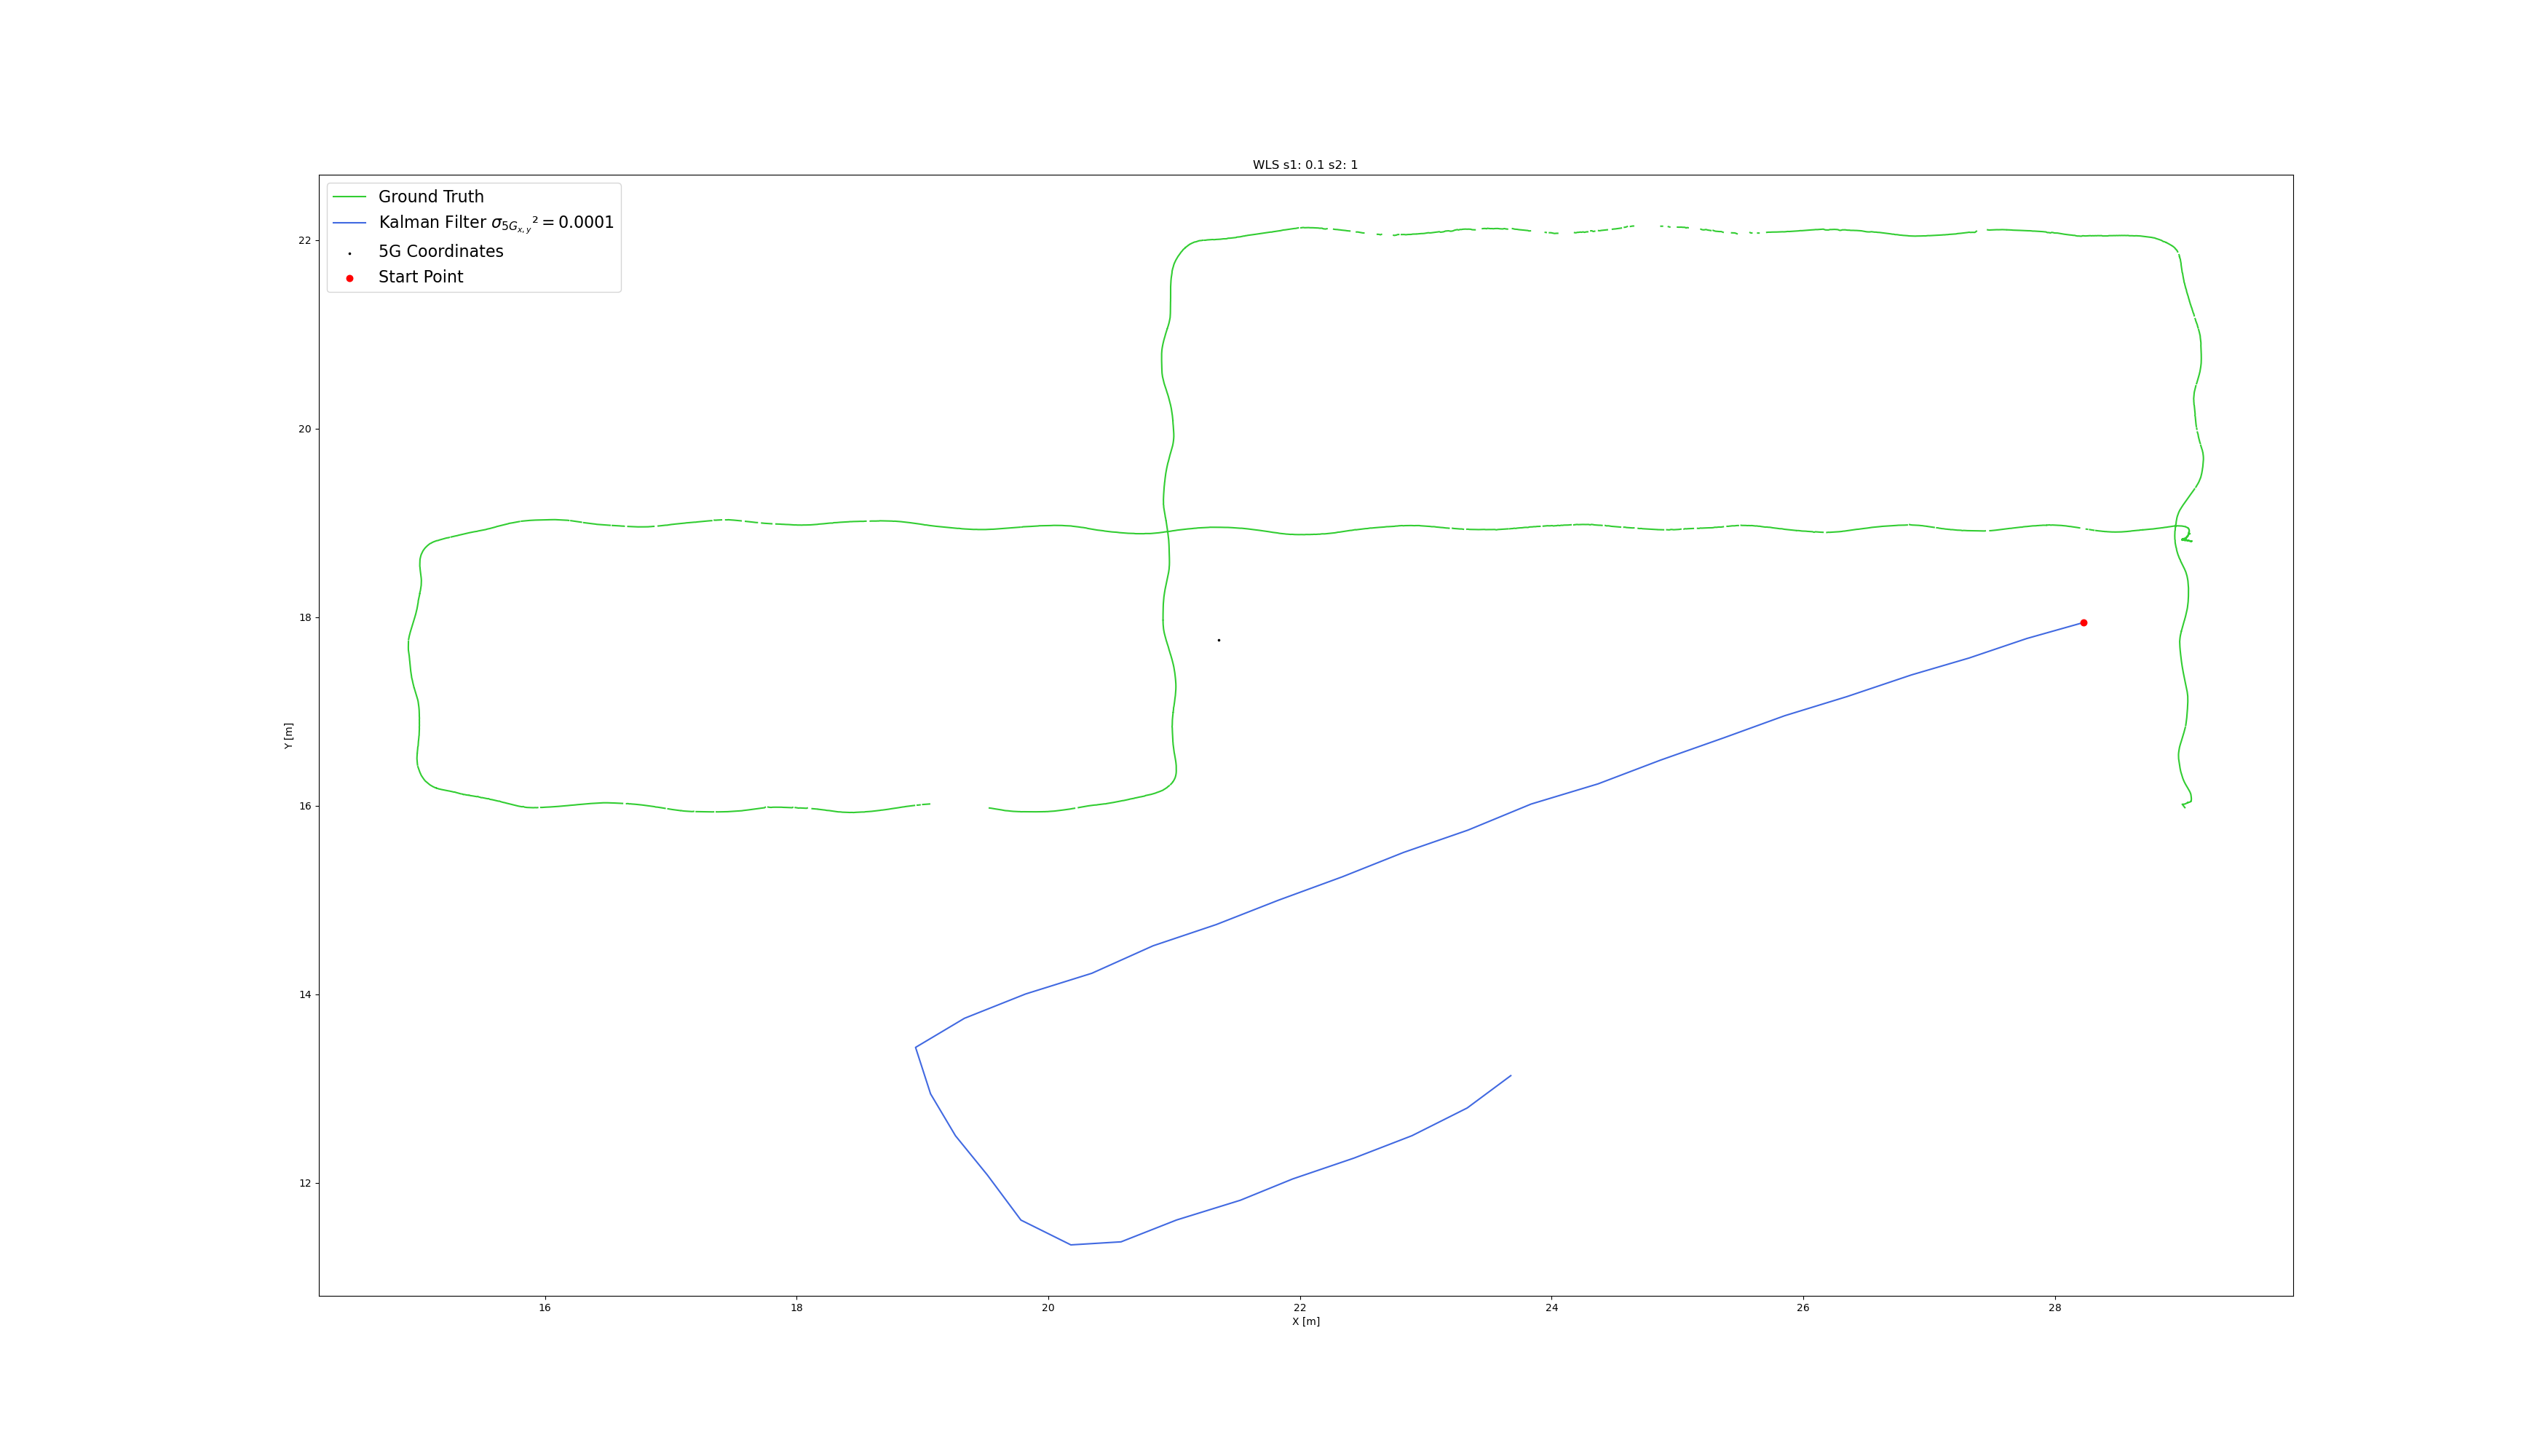 WLS s1: 0.1 s2: 1
Ground Truth
Kalman Filter σ5Gx,y² = 0.0001
5G Coordinates
Start Point
22
20
18
16
14
12
Y [m]
16 18 20 22 24 26 28
X [m]